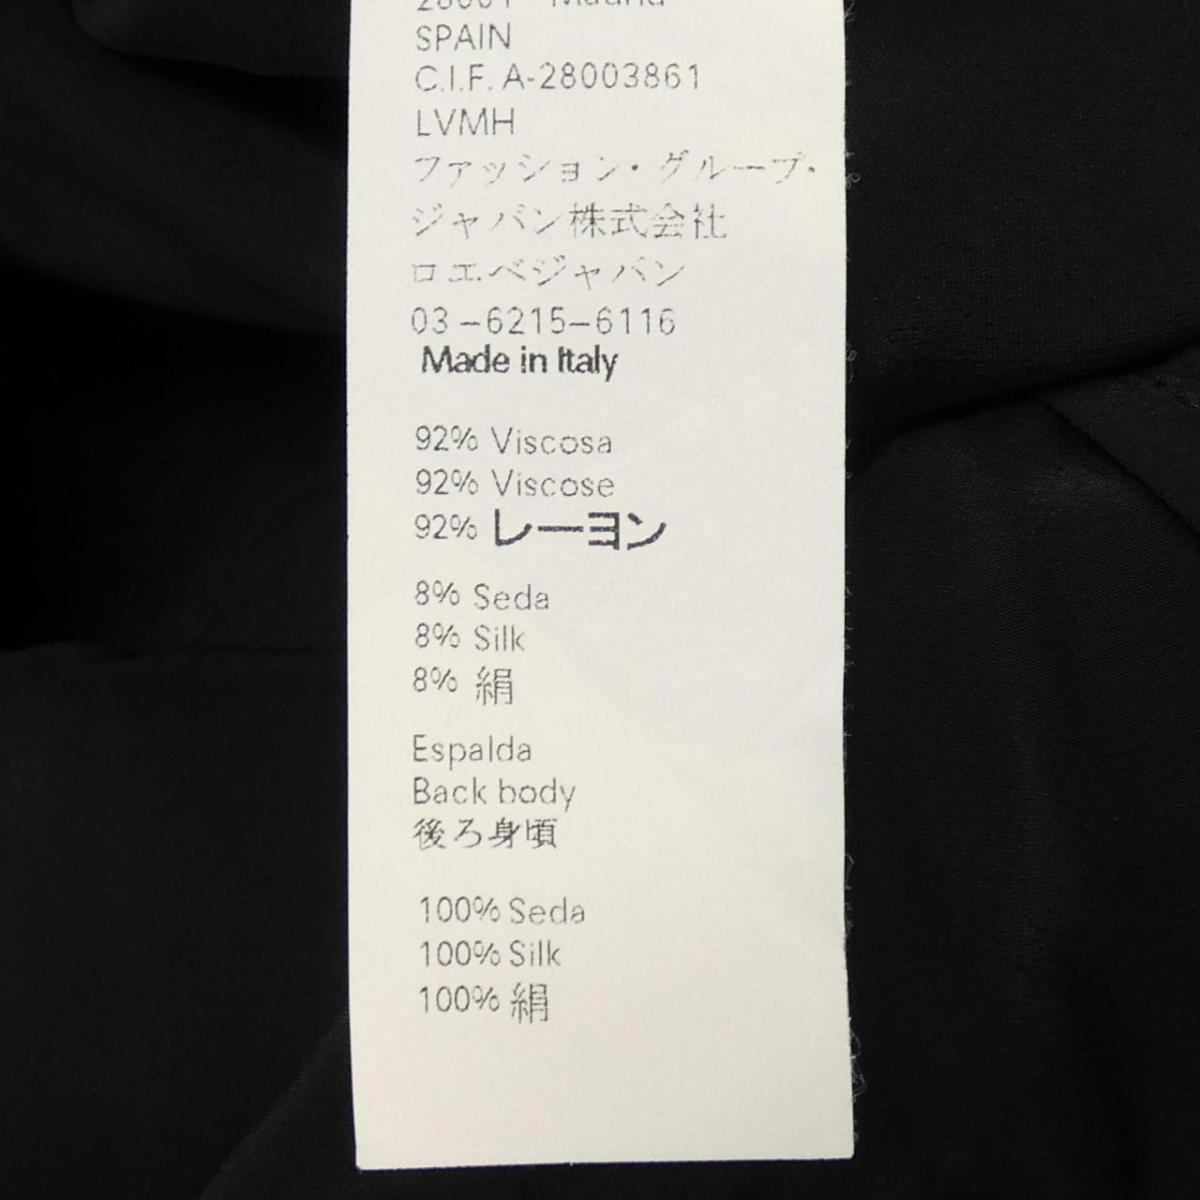 28001 - Madrid
SPAIN
C.I.F. A-28003861
LVMH
ファッション・グループ・
ジャパン株式会社
ロエベジャパン
03-6215-6116
Made in Italy
92% Viscosa
92% Viscose
92% レーヨン
8% Seda
8% Silk
8% 絹
Espalda
Back body
後ろ身頃
100% Seda
100% Silk
100% 絹